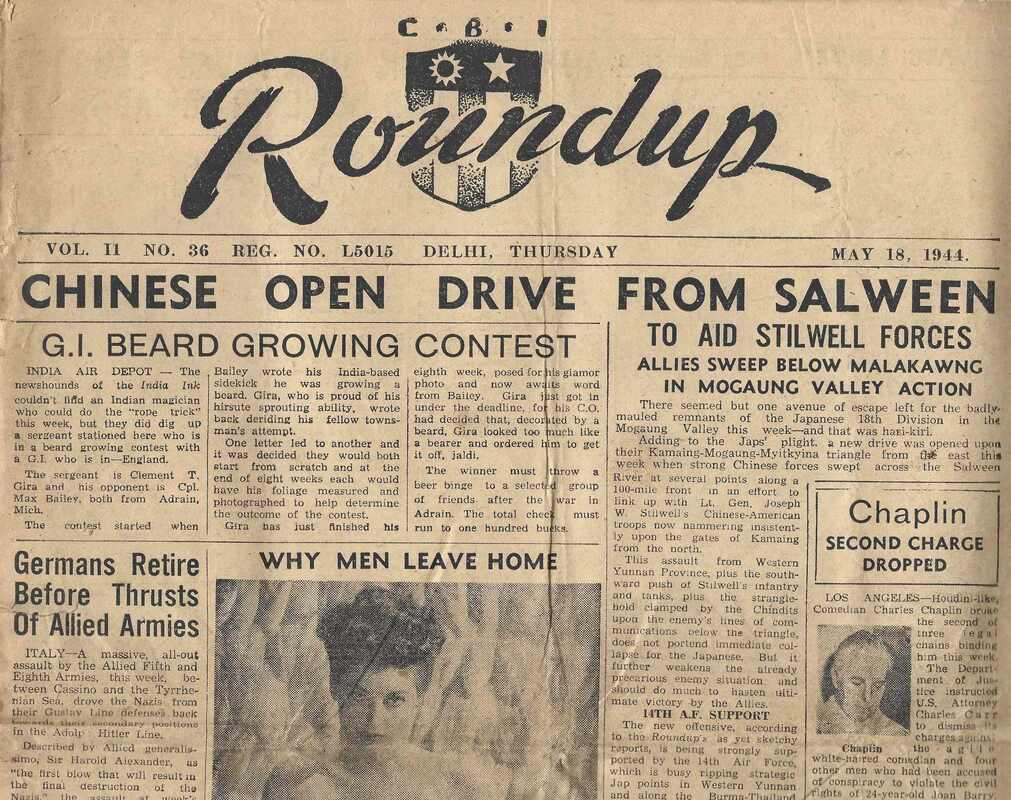 C·B·I
Roundup
VOL. II NO. 36 REG. NO. L5015 DELHI, THURSDAY MAY 18, 1944.
CHINESE OPEN DRIVE FROM SALWEEN
TO AID STILWELL FORCES
ALLIES SWEEP BELOW MALAKAWNG
IN MOGAUNG VALLEY ACTION
There seemed but one avenue of escape left for the badly-
mauled remnants of the Japanese 18th Division in the
Mogaung Valley this week—and that was hari-kiri.
Adding to the Japs' plight, a new drive was opened upon
their Kamaing-Mogaung-Myitkyina triangle from the east this
week when strong Chinese forces swept across the Salween
River at several points along a
100-mile front in an effort to
link up with Lt. Gen. Joseph
W. Stilwell's Chinese-American
troops now hammering insistent-
ly upon the gates of Kamaing
from the north.
This assault from Western
Yunnan Province, plus the south-
ward push of Stilwell's infantry
and tanks, plus the strangle-
hold clamped by the Chindits
upon the enemy's lines of com-
munications below the triangle,
does not portend immediate col-
lapse for the Japanese. But it
further weakens the already
precarious enemy situation and
should do much to hasten ulti-
mate victory by the Allies.
14TH A.F. SUPPORT
The new offensive, according
to the Roundup's as yet sketchy
reports, is being strongly sup-
ported by the 14th Air Force,
which is busy ripping strategic
Jap points in Western Yunnan
and along the Burma-Thailand
G.I. BEARD GROWING CONTEST
INDIA AIR DEPOT — The
newshounds of the India Ink
couldn't find an Indian magician
who could do the "rope trick"
this week, but they did dig up
a sergeant stationed here who is
in a beard growing contest with
a G.I. who is in—England.
The sergeant is Clement T.
Gira and his opponent is Cpl.
Max Bailey, both from Adrain,
Mich.
The contest started when
Bailey wrote his India-based
sidekick he was growing a
beard. Gira, who is proud of his
hirsute sprouting ability, wrote
back deriding his fellow towns-
man's attempt.
One letter led to another and
it was decided they would both
start from scratch and at the
end of eight weeks each would
have his foliage measured and
photographed to help determine
the outcome of the contest.
Gira has just finished his
eighth week, posed for his glamor
photo and now awaits word
from Bailey. Gira just got in
under the deadline, for his C.O.
had decided that, decorated by a
beard, Gira looked too much like
a bearer and ordered him to get
it off, jaldi.
The winner must throw a
beer binge to a selected group
of friends after the war in
Adrain. The total check must
run to one hundred bucks.
Germans Retire
Before Thrusts
Of Allied Armies
ITALY—A massive, all-out
assault by the Allied Fifth and
Eighth Armies, this week, be-
tween Cassino and the Tyrrhe-
nian Sea, drove the Nazis from
their Gustav Line defenses back
towards their secondary positions
in the Adolph Hitler Line.
Described by Allied generalis-
simo, Sir Harold Alexander, as
"the first blow that will result in
the final destruction of the
Nazis," the assault at week's
WHY MEN LEAVE HOME
Chaplin
SECOND CHARGE
DROPPED
LOS ANGELES—Houdin-like,
Comedian Charles Chaplin broke
the second of
three legal
chains binding
him this week.
The Depart-
ment of Jus-
tice instructed
U.S. Attorney
Charles Carr
to dismiss
charges against
the agile
Chaplin
white-haired comedian and four
other men who had been accused
of conspiracy to violate the civil
rights of 24-year-old Joan Barry.